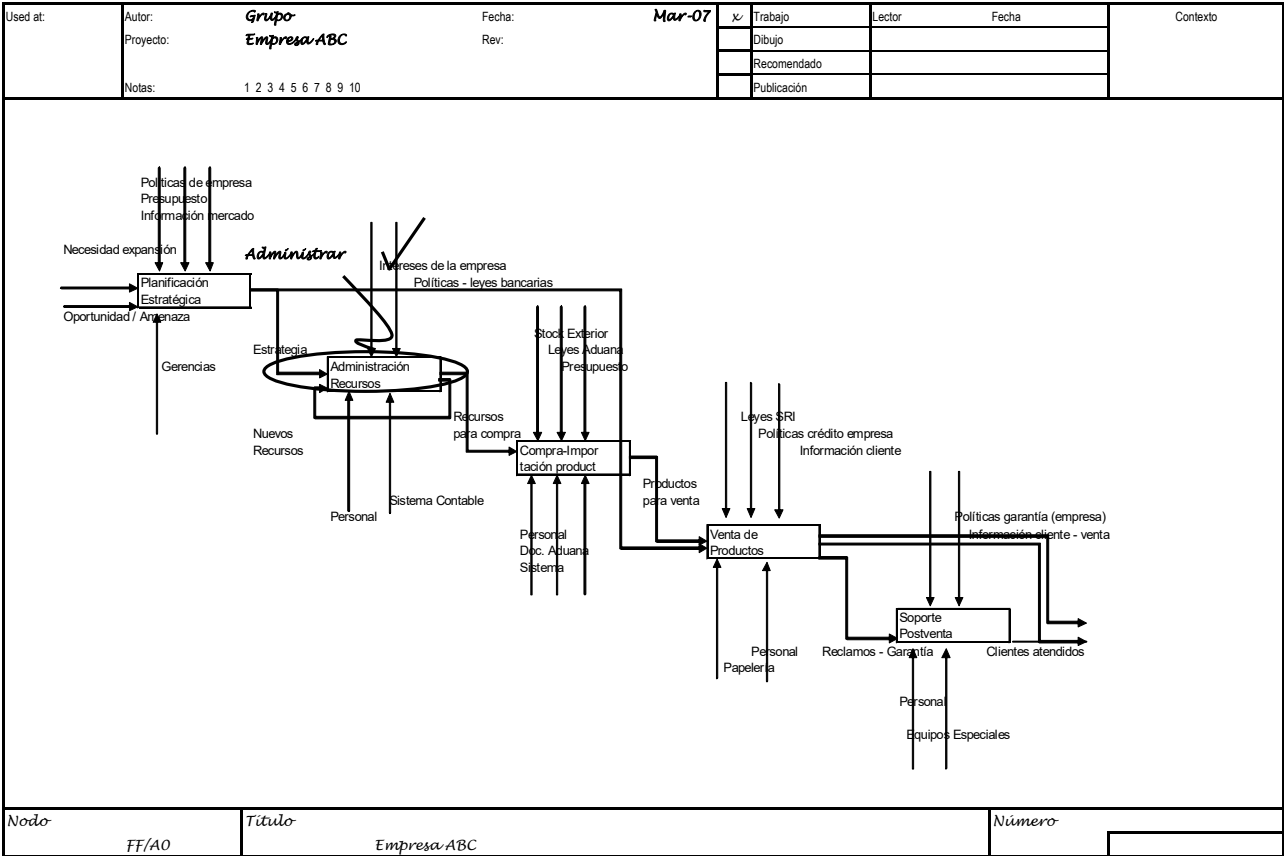 Used at:
Autor: Grupo Fecha: Mar-07
Proyecto: Empresa ABC Rev:
Notas: 1 2 3 4 5 6 7 8 9 10
x Trabajo Lector Fecha Contexto
Dibujo
Recomendado
Publicación
Políticas de empresa
Presupuesto
Información mercado
Necesidad expansión
Administrar
Planificación
Estratégica
Oportunidad / Amenaza
Gerencias
Intereses de la empresa
Políticas - leyes bancarias
Estrategia
Administración
Recursos
Nuevos
Recursos
Personal
Sistema Contable
Recursos
para compra
Stock Exterior
Leyes Aduana
Presupuesto
Compra-Impor
tación product
Personal
Doc. Aduana
Sistema
Productos
para venta
Leyes SRI
Políticas crédito empresa
Información cliente
Venta de
Productos
Personal
Papelería
Políticas garantía (empresa)
Información cliente - venta
Soporte
Postventa
Reclamos - Garantía
Clientes atendidos
Personal
Equipos Especiales
Nodo Título Número
FF/A0 Empresa ABC